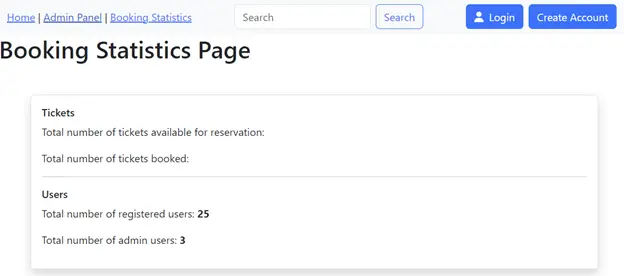 Home | Admin Panel | Booking Statistics
Search
Search
Login
Create Account
Booking Statistics Page
Tickets
Total number of tickets available for reservation:
Total number of tickets booked:
Users
Total number of registered users: 25
Total number of admin users: 3